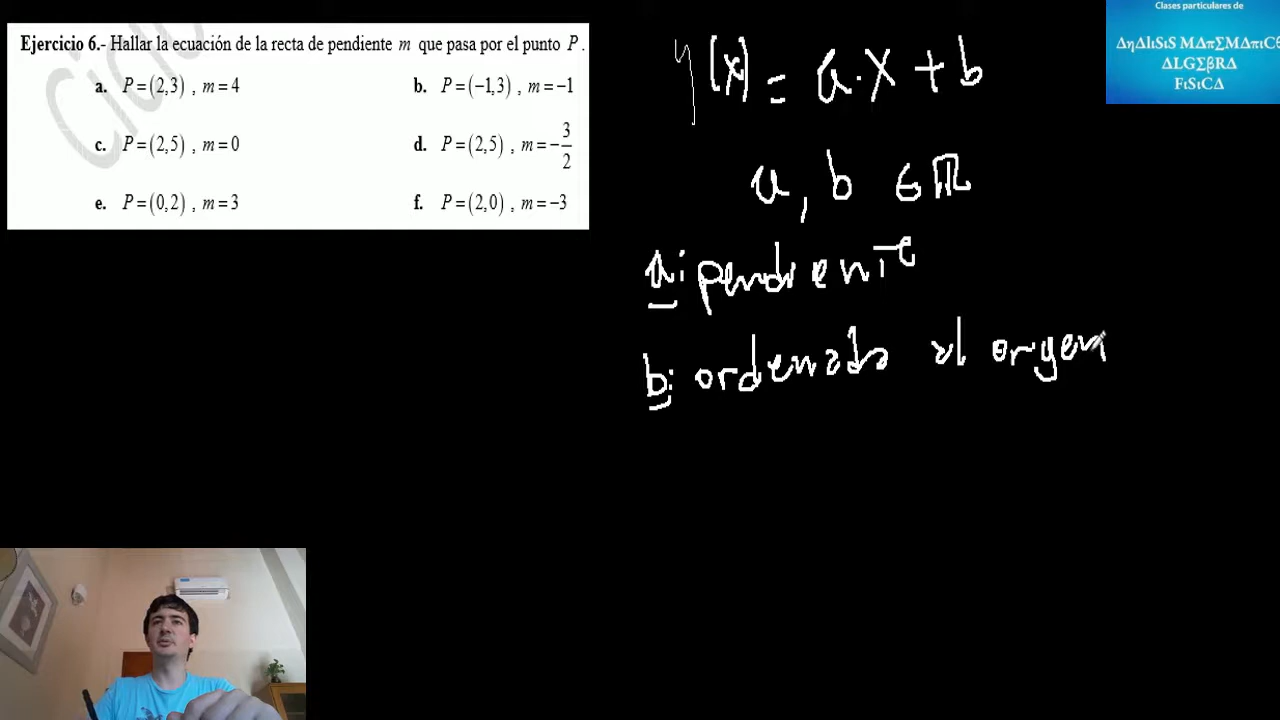 Ejercicio 6.- Hallar la ecuación de la recta de pendiente m que pasa por el punto P.
a. P=(2,3) , m=4
b. P=(−1,3) , m=−1
c. P=(2,5) , m=0
d. P=(2,5) , m=−3/2
e. P=(0,2) , m=3
f. P=(2,0) , m=−3
y(x) = a·x + b
a, b ∈ ℝ
a: pendiente
b: ordenada al origen
Clases particulares de
ΔηΔlιSιS MΔπΣMΔπιCΔ
ΔLGΣβRΔ
FιSιCΔ